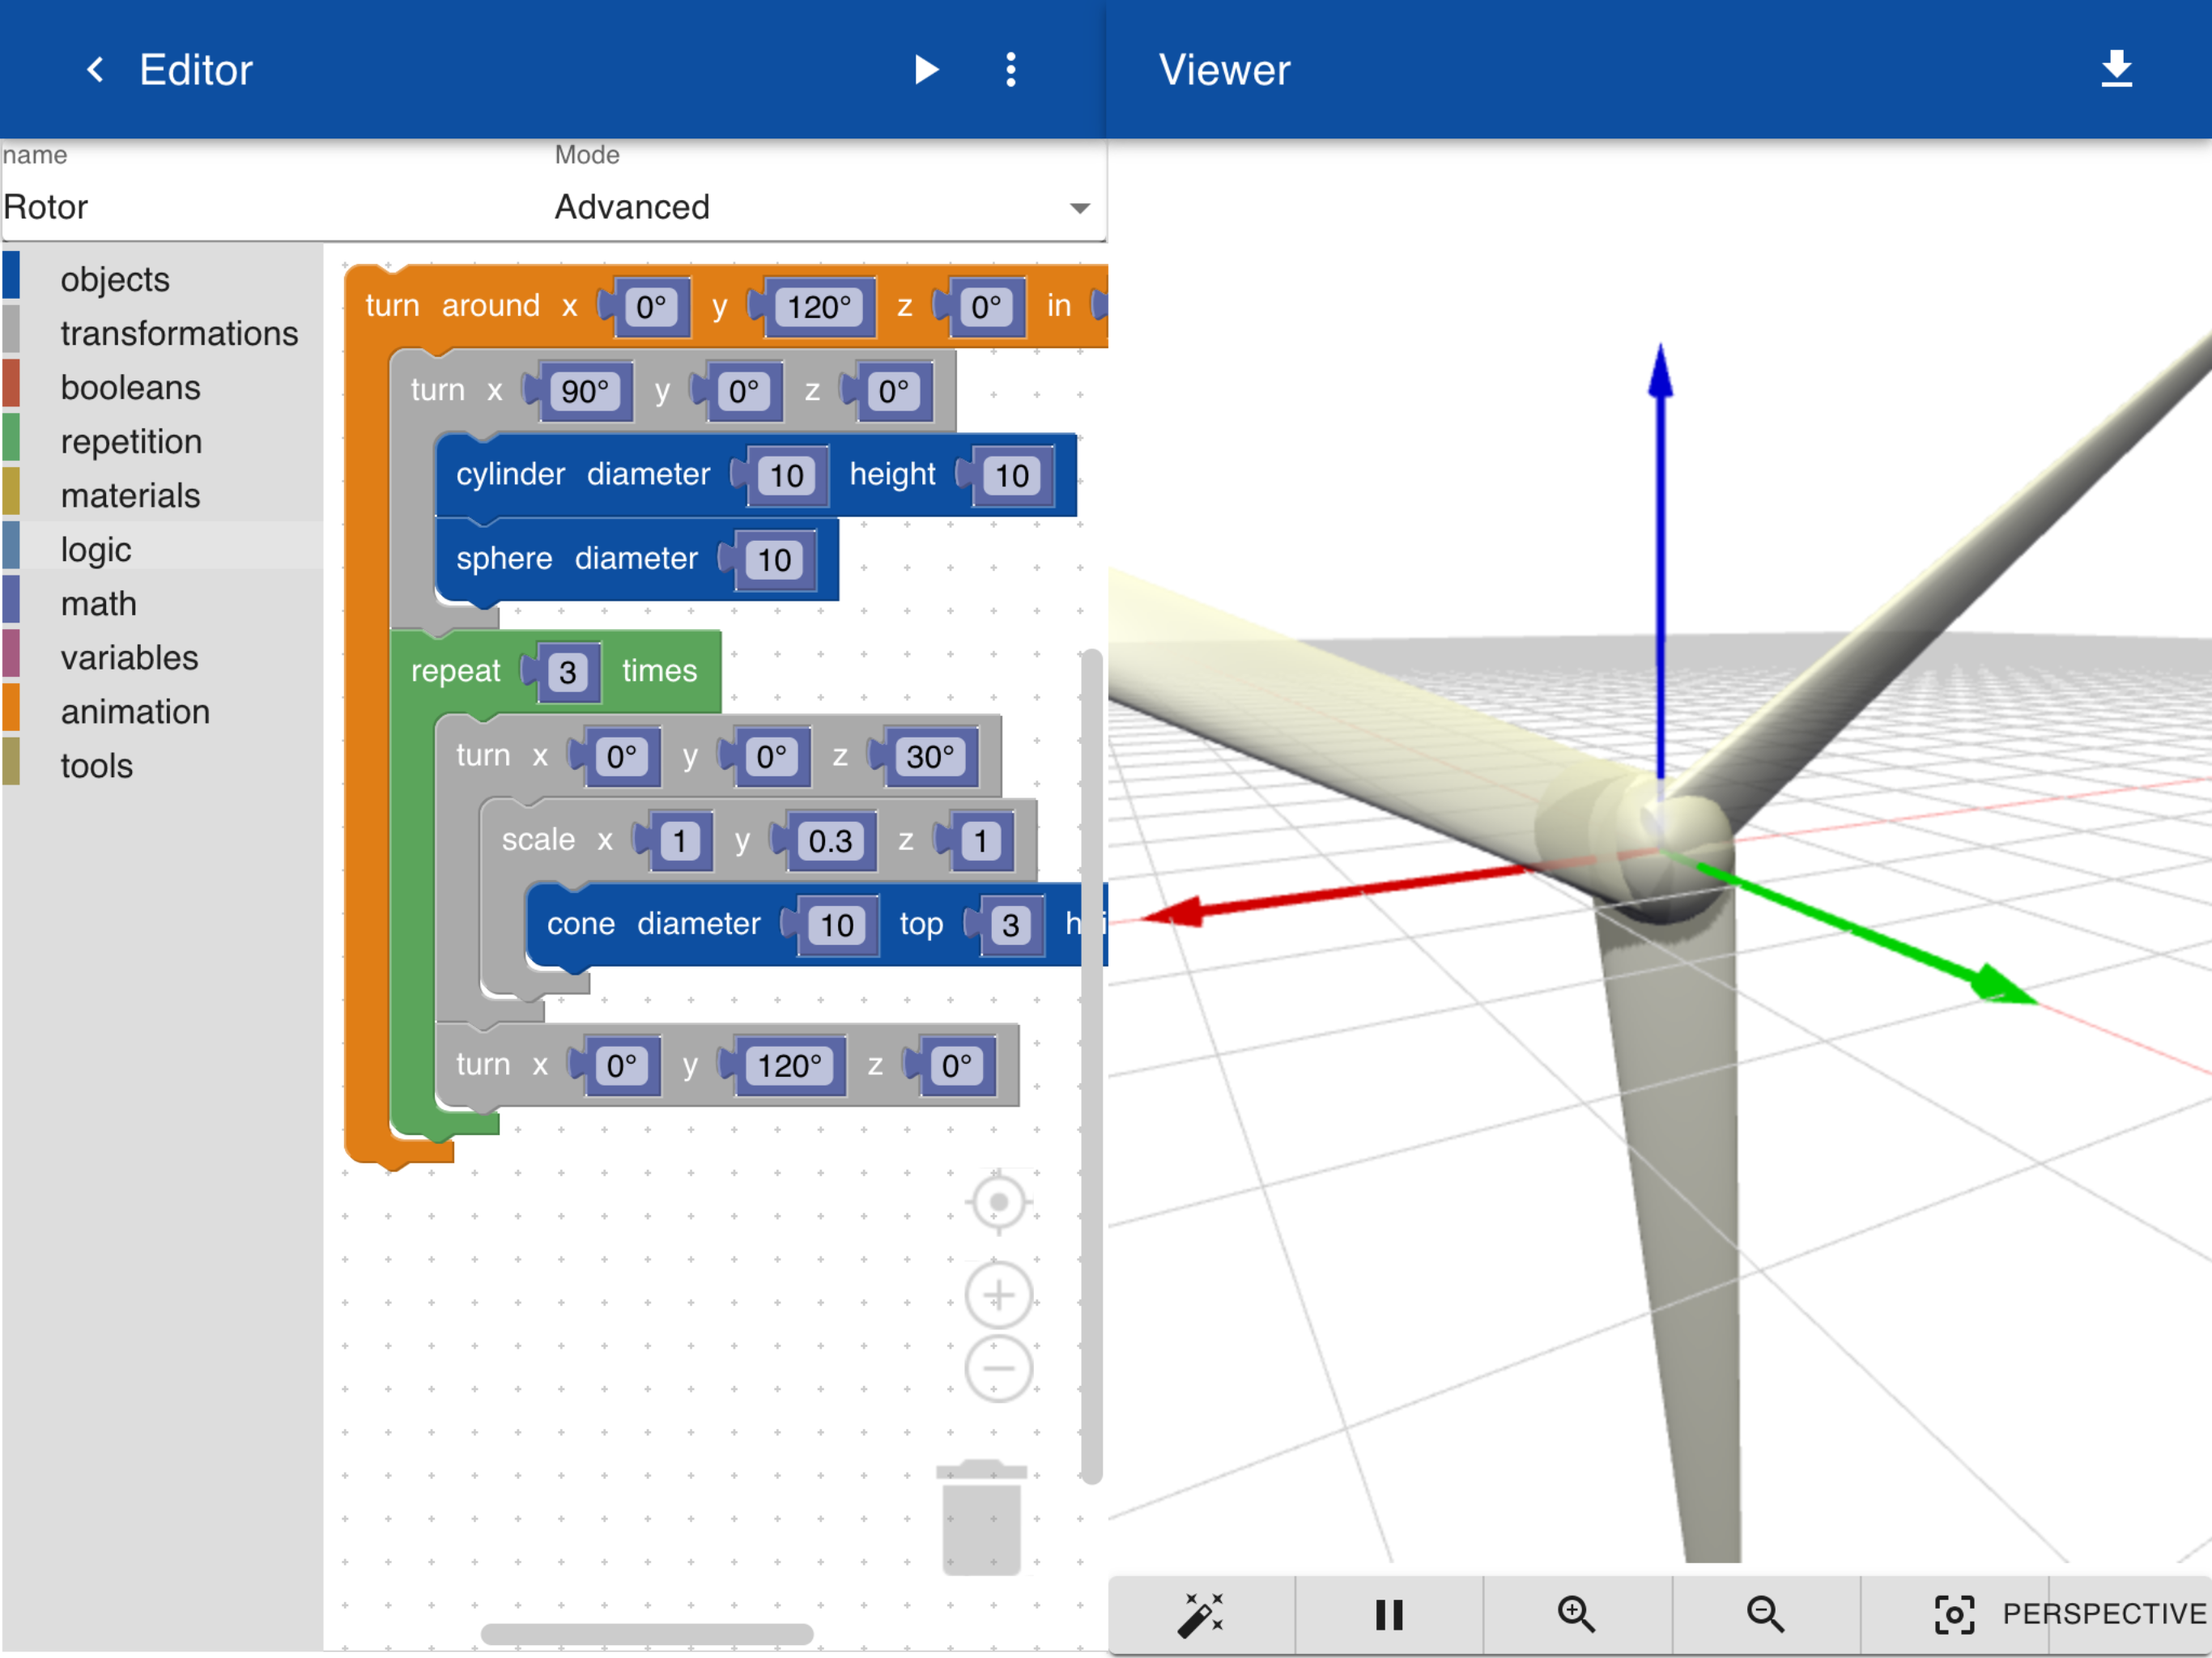 Editor
Viewer
name
Mode
Rotor
Advanced
objects
transformations
booleans
repetition
materials
logic
math
variables
animation
tools
turn around x 0° y 120° z 0° in
turn x 90° y 0° z 0°
cylinder diameter 10 height 10
sphere diameter 10
repeat 3 times
turn x 0° y 0° z 30°
scale x 1 y 0.3 z 1
cone diameter 10 top 3
turn x 0° y 120° z 0°
PERSPECTIVE